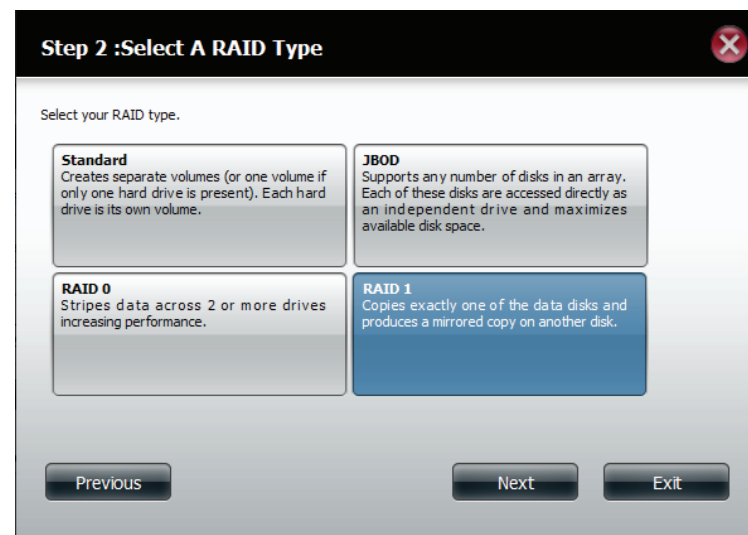 Step 2 :Select A RAID Type
Select your RAID type.
Standard
Creates separate volumes (or one volume if
only one hard drive is present). Each hard
drive is its own volume.
JBOD
Supports any number of disks in an array.
Each of these disks are accessed directly as
an independent drive and maximizes
available disk space.
RAID 0
Stripes data across 2 or more drives
increasing performance.
RAID 1
Copies exactly one of the data disks and
produces a mirrored copy on another disk.
Previous
Next
Exit